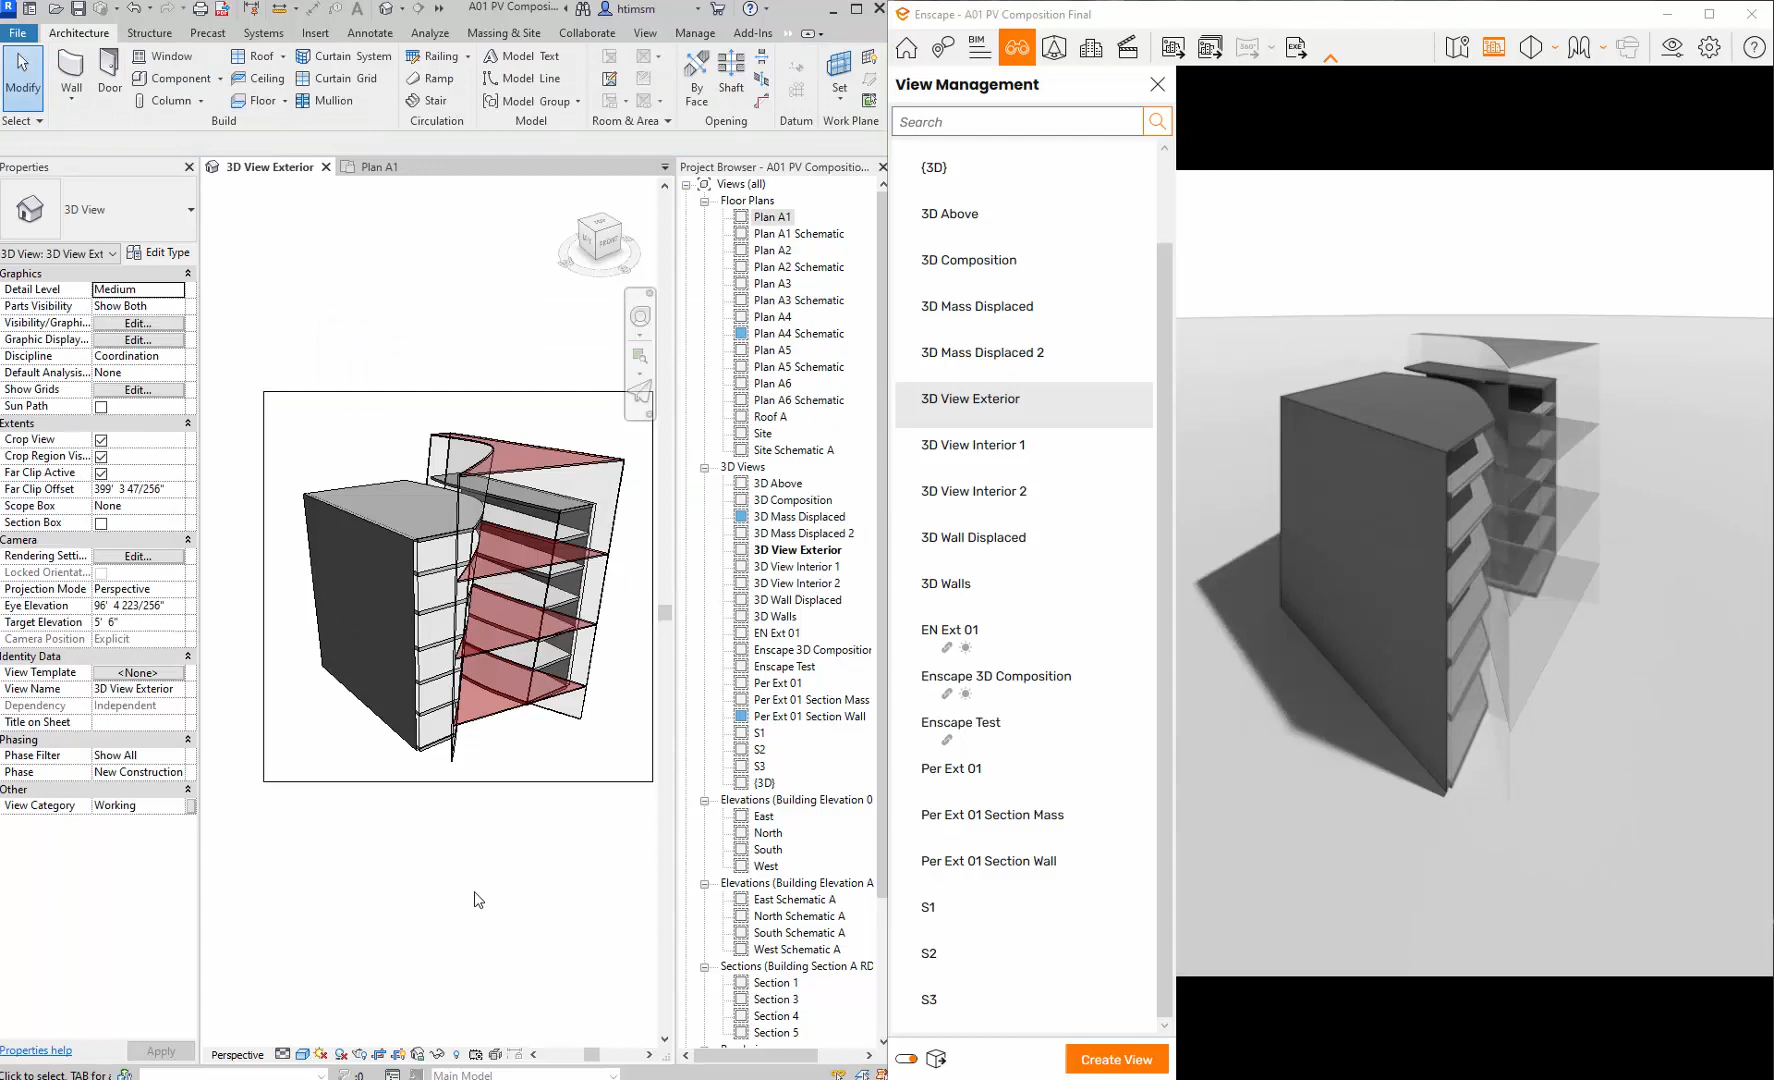 A01 PV Composi...
htimsm
File
Architecture
Structure
Precast
Systems
Insert
Annotate
Analyze
Massing & Site
Collaborate
View
Manage
Add-Ins
Modify
Wall
Door
Window
Component
Column
Roof
Ceiling
Floor
Curtain System
Curtain Grid
Mullion
Railing
Ramp
Stair
Model Text
Model Line
Model Group
By
Face
Shaft
Set
Select
Build
Circulation
Model
Room & Area
Opening
Datum
Work Plane
Properties
3D View
3D View: 3D View Ext
Edit Type
Graphics
Detail Level Medium
Parts Visibility Show Both
Visibility/Graphi... Edit...
Graphic Display... Edit...
Discipline Coordination
Default Analysis... None
Show Grids Edit...
Sun Path
Extents
Crop View
Crop Region Vis...
Far Clip Active
Far Clip Offset 399' 3 47/256"
Scope Box None
Section Box
Camera
Rendering Setti... Edit...
Locked Orientat...
Projection Mode Perspective
Eye Elevation 96' 4 223/256"
Target Elevation 5' 6"
Camera Position Explicit
Identity Data
View Template <None>
View Name 3D View Exterior
Dependency Independent
Title on Sheet
Phasing
Phase Filter Show All
Phase New Construction
Other
View Category Working
Properties help
Apply
Click to select, TAB for a
3D View Exterior
Plan A1
TOP
FRONT
Perspective
:0
Main Model
Project Browser - A01 PV Compositio...
Views (all)
Floor Plans
Plan A1
Plan A1 Schematic
Plan A2
Plan A2 Schematic
Plan A3
Plan A3 Schematic
Plan A4
Plan A4 Schematic
Plan A5
Plan A5 Schematic
Plan A6
Plan A6 Schematic
Roof A
Site
Site Schematic A
3D Views
3D Above
3D Composition
3D Mass Displaced
3D Mass Displaced 2
3D View Exterior
3D View Interior 1
3D View Interior 2
3D Wall Displaced
3D Walls
EN Ext 01
Enscape 3D Composition
Enscape Test
Per Ext 01
Per Ext 01 Section Mass
Per Ext 01 Section Wall
S1
S2
S3
{3D}
Elevations (Building Elevation 0
East
North
South
West
Elevations (Building Elevation A
East Schematic A
North Schematic A
South Schematic A
West Schematic A
Sections (Building Section A RD
Section 1
Section 3
Section 4
Section 5
Enscape - A01 PV Composition Final
BIM
EXE
View Management
Search
{3D}
3D Above
3D Composition
3D Mass Displaced
3D Mass Displaced 2
3D View Exterior
3D View Interior 1
3D View Interior 2
3D Wall Displaced
3D Walls
EN Ext 01
Enscape 3D Composition
Enscape Test
Per Ext 01
Per Ext 01 Section Mass
Per Ext 01 Section Wall
S1
S2
S3
Create View